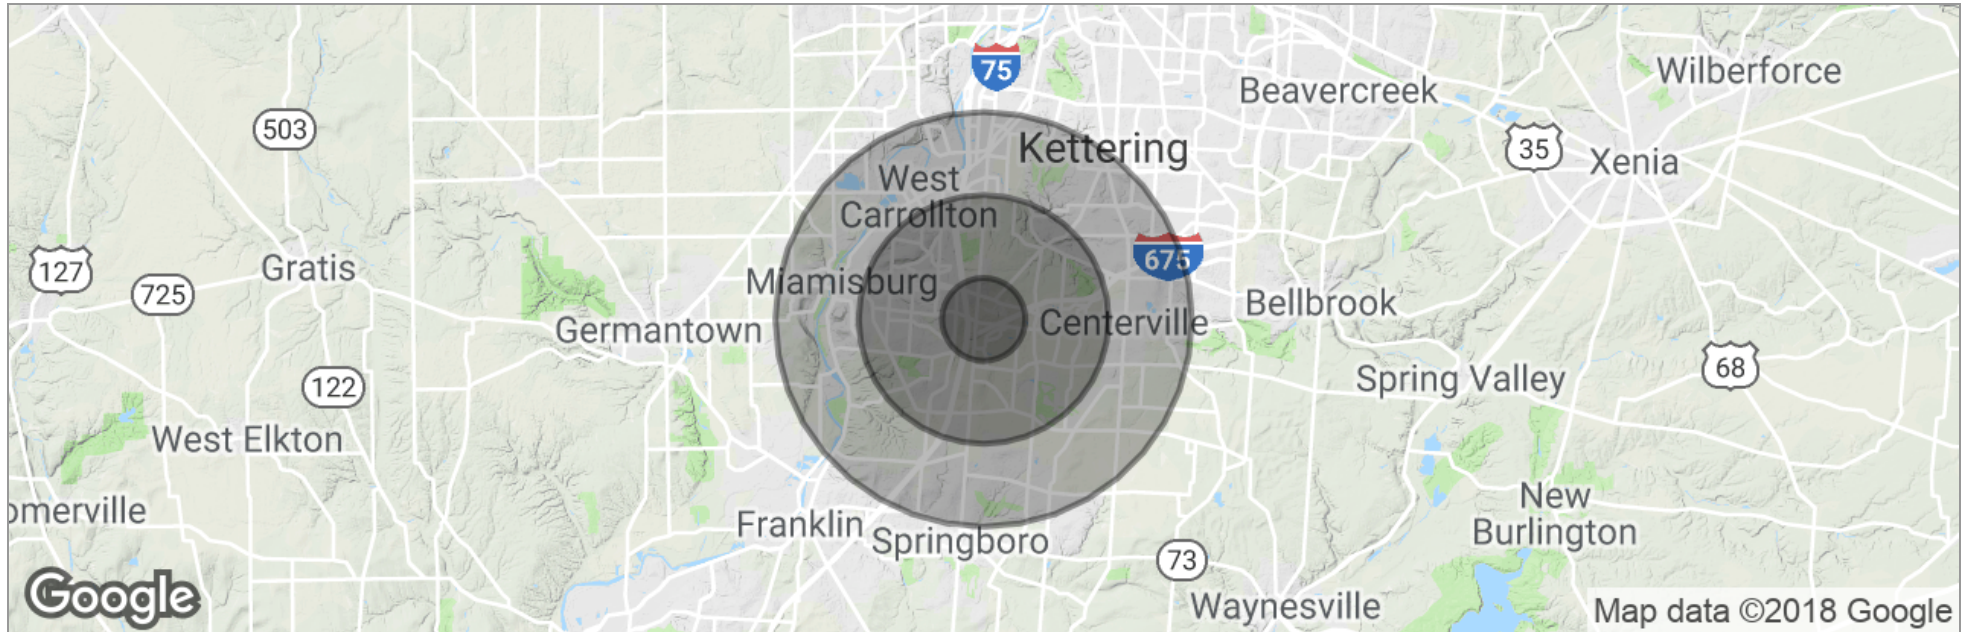 75
Beavercreek
Wilberforce
503
Kettering
35
Xenia
West
Carrollton
127
Gratis
725
Miamisburg
675
Bellbrook
Germantown
Centerville
122
Spring Valley
68
West Elkton
omerville
Franklin
Springboro
New
Burlington
73
Google
Waynesville
Map data ©2018 Google